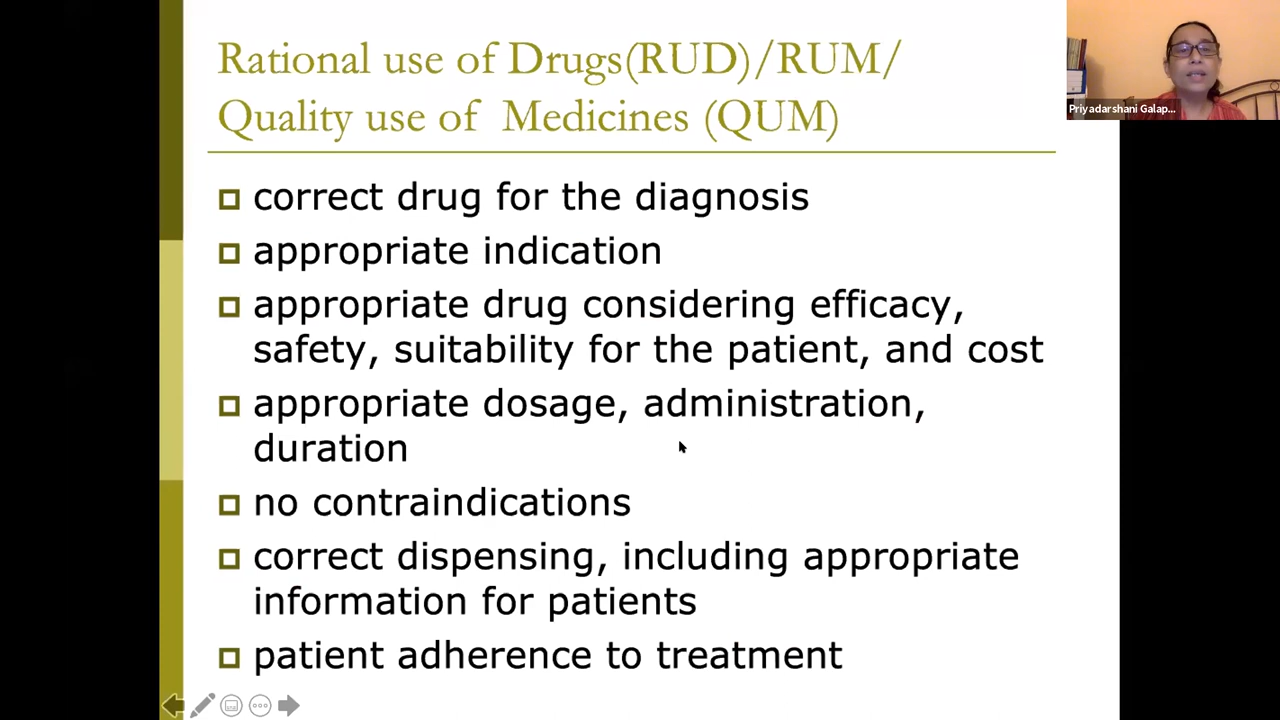 Rational use of Drugs(RUD)/RUM/
Quality use of Medicines (QUM)
Priyadarshani Galap...
correct drug for the diagnosis
appropriate indication
appropriate drug considering efficacy,
safety, suitability for the patient, and cost
appropriate dosage, administration,
duration
no contraindications
correct dispensing, including appropriate
information for patients
patient adherence to treatment